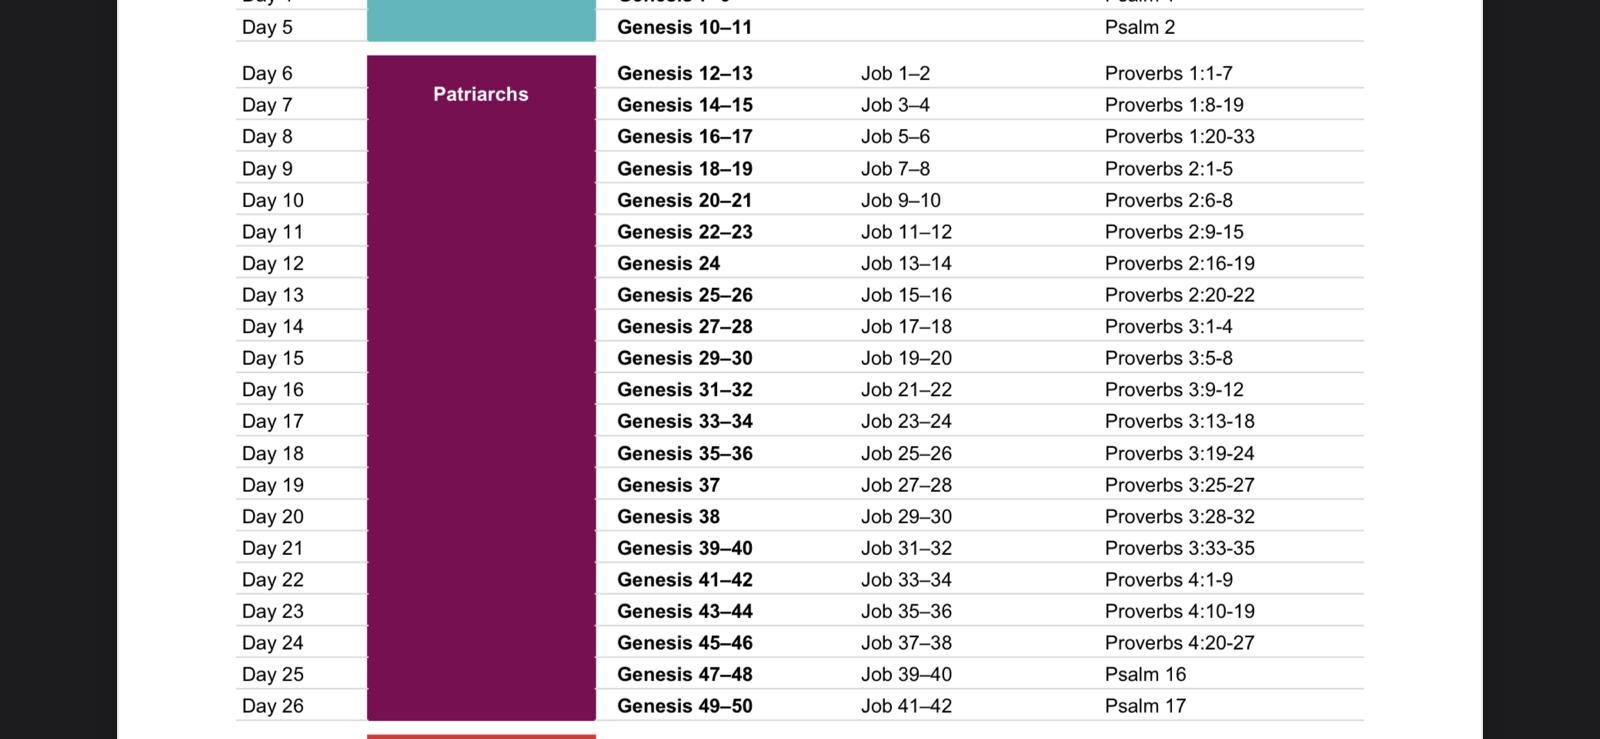 Day 5 Genesis 10–11 Psalm 2
Day 6 Genesis 12–13 Job 1–2 Proverbs 1:1-7
Patriarchs
Day 7 Genesis 14–15 Job 3–4 Proverbs 1:8-19
Day 8 Genesis 16–17 Job 5–6 Proverbs 1:20-33
Day 9 Genesis 18–19 Job 7–8 Proverbs 2:1-5
Day 10 Genesis 20–21 Job 9–10 Proverbs 2:6-8
Day 11 Genesis 22–23 Job 11–12 Proverbs 2:9-15
Day 12 Genesis 24 Job 13–14 Proverbs 2:16-19
Day 13 Genesis 25–26 Job 15–16 Proverbs 2:20-22
Day 14 Genesis 27–28 Job 17–18 Proverbs 3:1-4
Day 15 Genesis 29–30 Job 19–20 Proverbs 3:5-8
Day 16 Genesis 31–32 Job 21–22 Proverbs 3:9-12
Day 17 Genesis 33–34 Job 23–24 Proverbs 3:13-18
Day 18 Genesis 35–36 Job 25–26 Proverbs 3:19-24
Day 19 Genesis 37 Job 27–28 Proverbs 3:25-27
Day 20 Genesis 38 Job 29–30 Proverbs 3:28-32
Day 21 Genesis 39–40 Job 31–32 Proverbs 3:33-35
Day 22 Genesis 41–42 Job 33–34 Proverbs 4:1-9
Day 23 Genesis 43–44 Job 35–36 Proverbs 4:10-19
Day 24 Genesis 45–46 Job 37–38 Proverbs 4:20-27
Day 25 Genesis 47–48 Job 39–40 Psalm 16
Day 26 Genesis 49–50 Job 41–42 Psalm 17